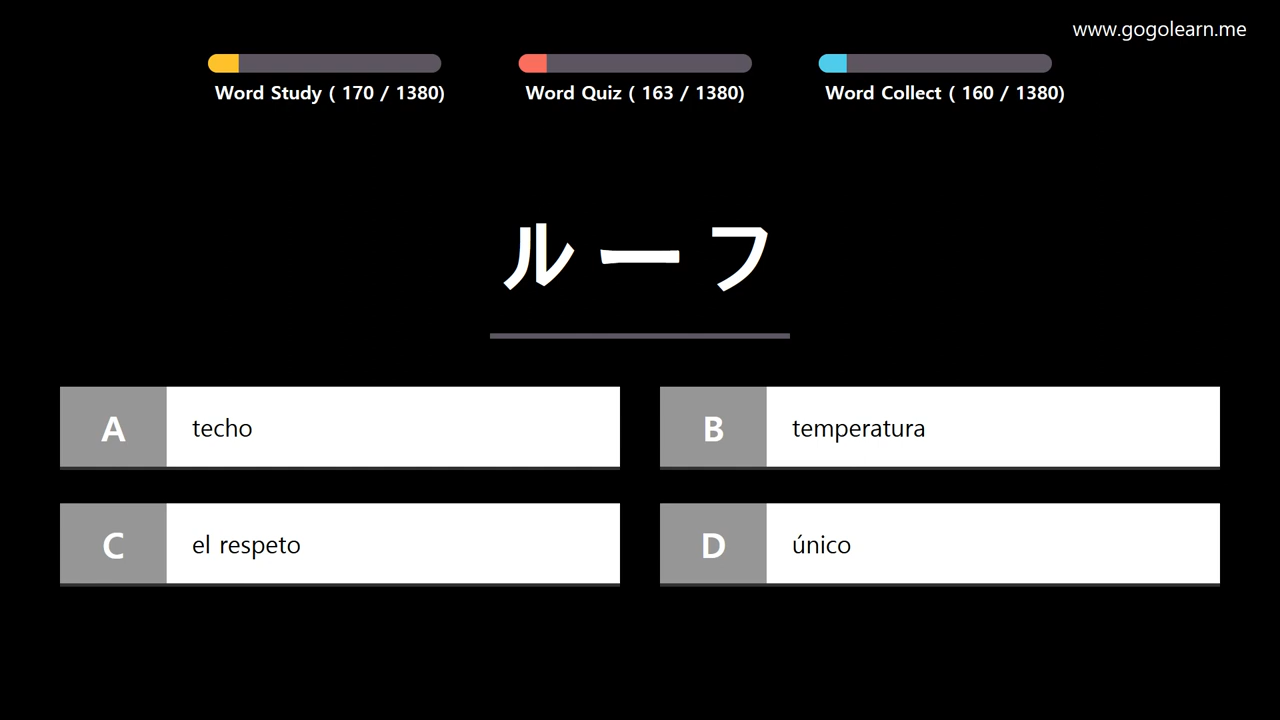 www.gogolearn.me
Word Study ( 170 / 1380)
Word Quiz ( 163 / 1380)
Word Collect ( 160 / 1380)
ルーフ
A techo
B temperatura
C el respeto
D único